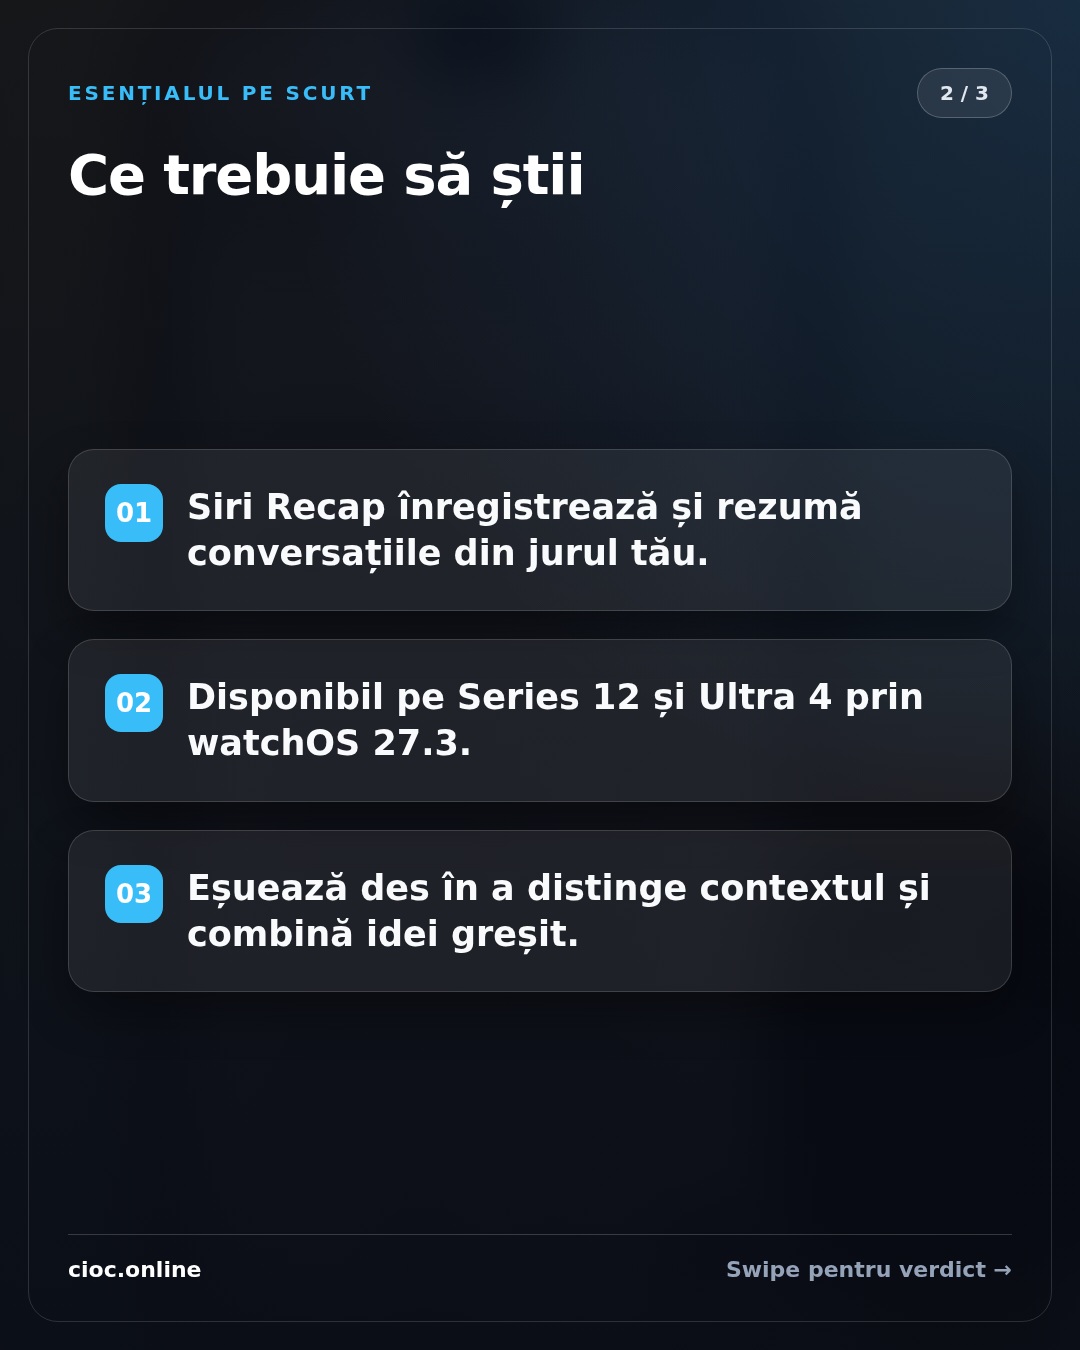 ESENȚIALUL PE SCURT
2 / 3
Ce trebuie să știi
01
Siri Recap înregistrează și rezumă
conversațiile din jurul tău.
02
Disponibil pe Series 12 și Ultra 4 prin
watchOS 27.3.
03
Eșuează des în a distinge contextul și
combină idei greșit.
cioc.online
Swipe pentru verdict →